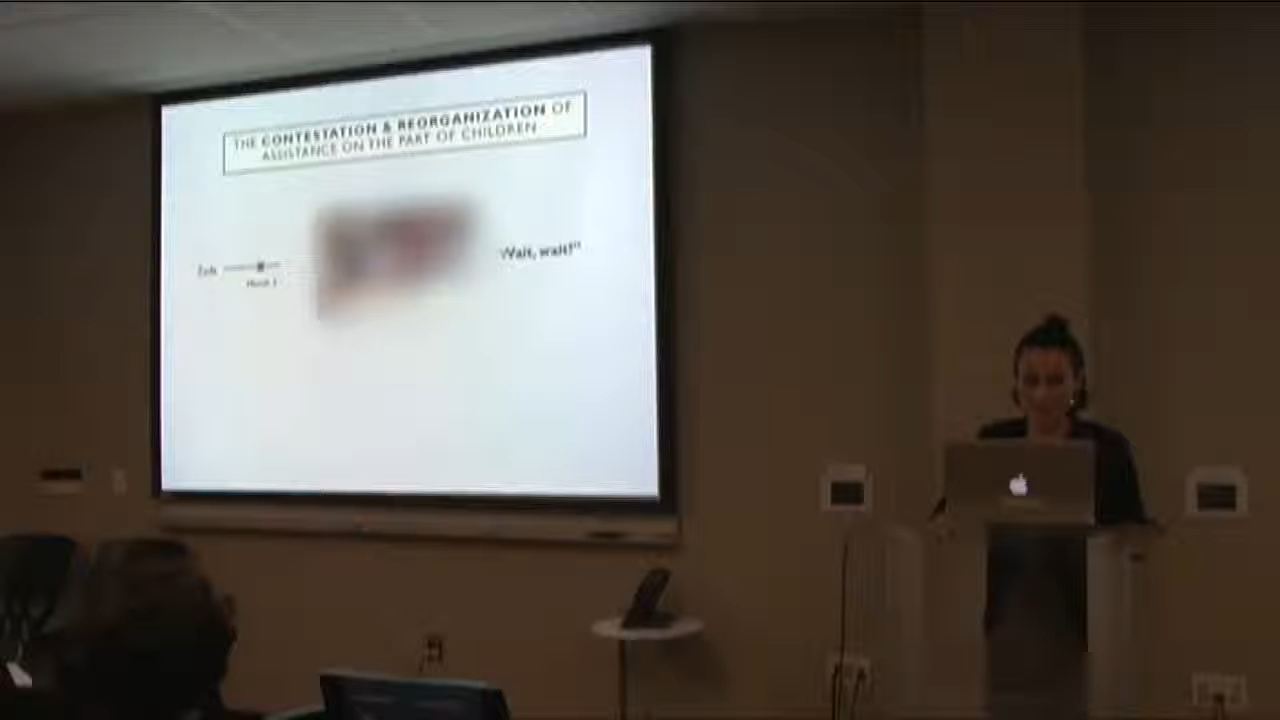 THE CONTESTATION & REORGANIZATION OF
ASSISTANCE ON THE PART OF CHILDREN
"Wait, wait!"